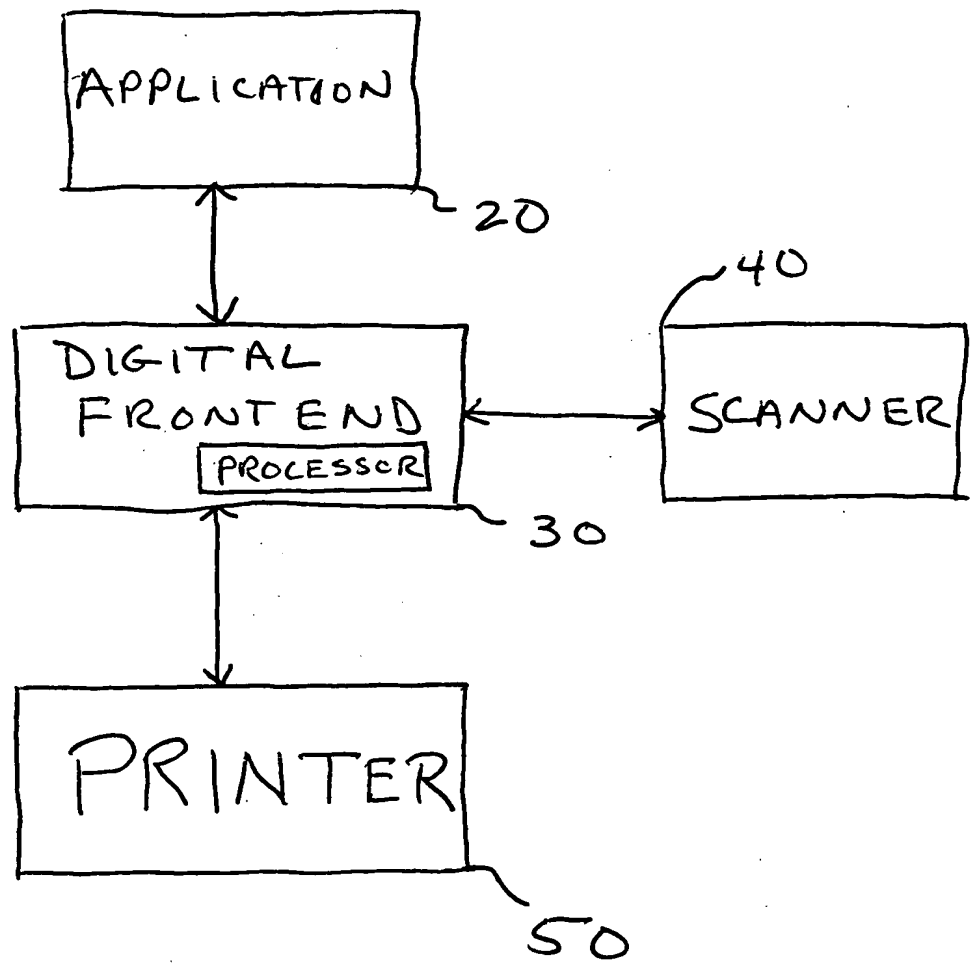 APPLICATION
20
40
DIGITAL
FRONT END
PROCESSOR
SCANNER
30
PRINTER
50